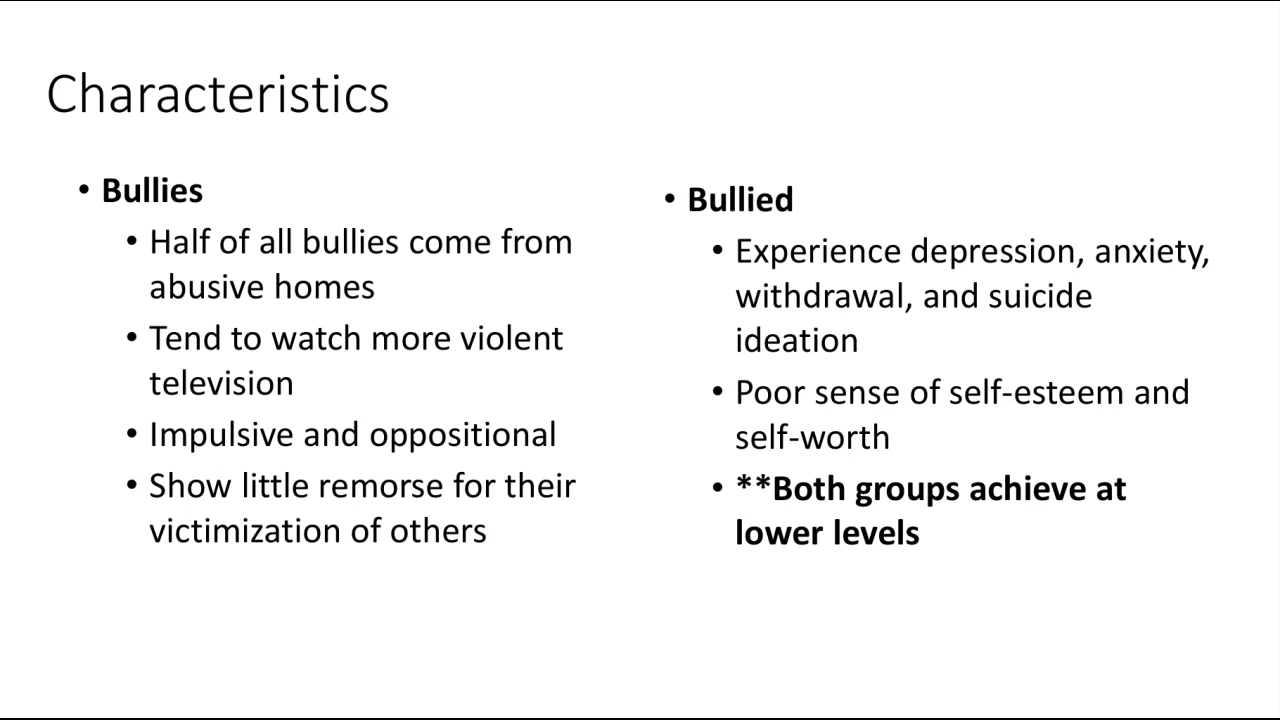 Characteristics
• Bullies
• Half of all bullies come from
abusive homes
• Tend to watch more violent
television
• Impulsive and oppositional
• Show little remorse for their
victimization of others
• Bullied
• Experience depression, anxiety,
withdrawal, and suicide
ideation
• Poor sense of self-esteem and
self-worth
• **Both groups achieve at
lower levels